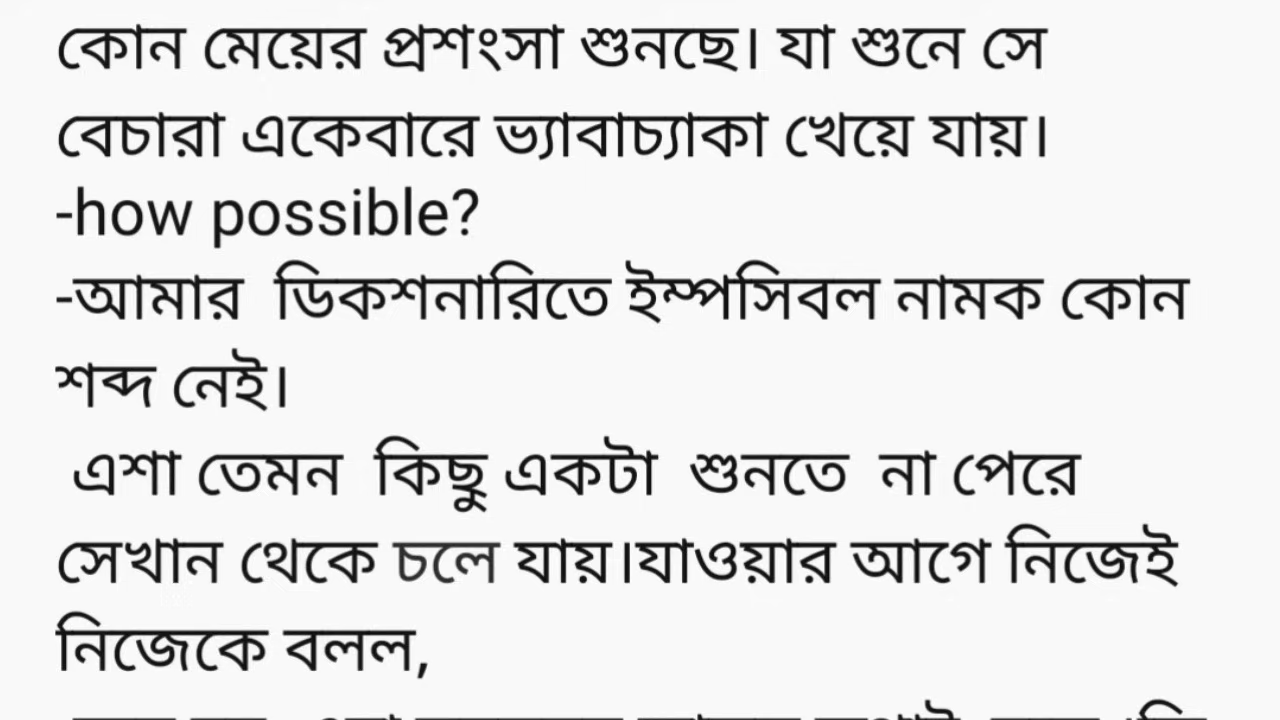 কোন মেয়ের প্রশংসা শুনছে। যা শুনে সে
বেচারা একেবারে ভ্যাবাচ্যাকা খেয়ে যায়।
-how possible?
-আমার ডিকশনারিতে ইম্পসিবল নামক কোন
শব্দ নেই।
এশা তেমন কিছু একটা শুনতে না পেরে
সেখান থেকে চলে যায়।যাওয়ার আগে নিজেই
নিজেকে বলল,